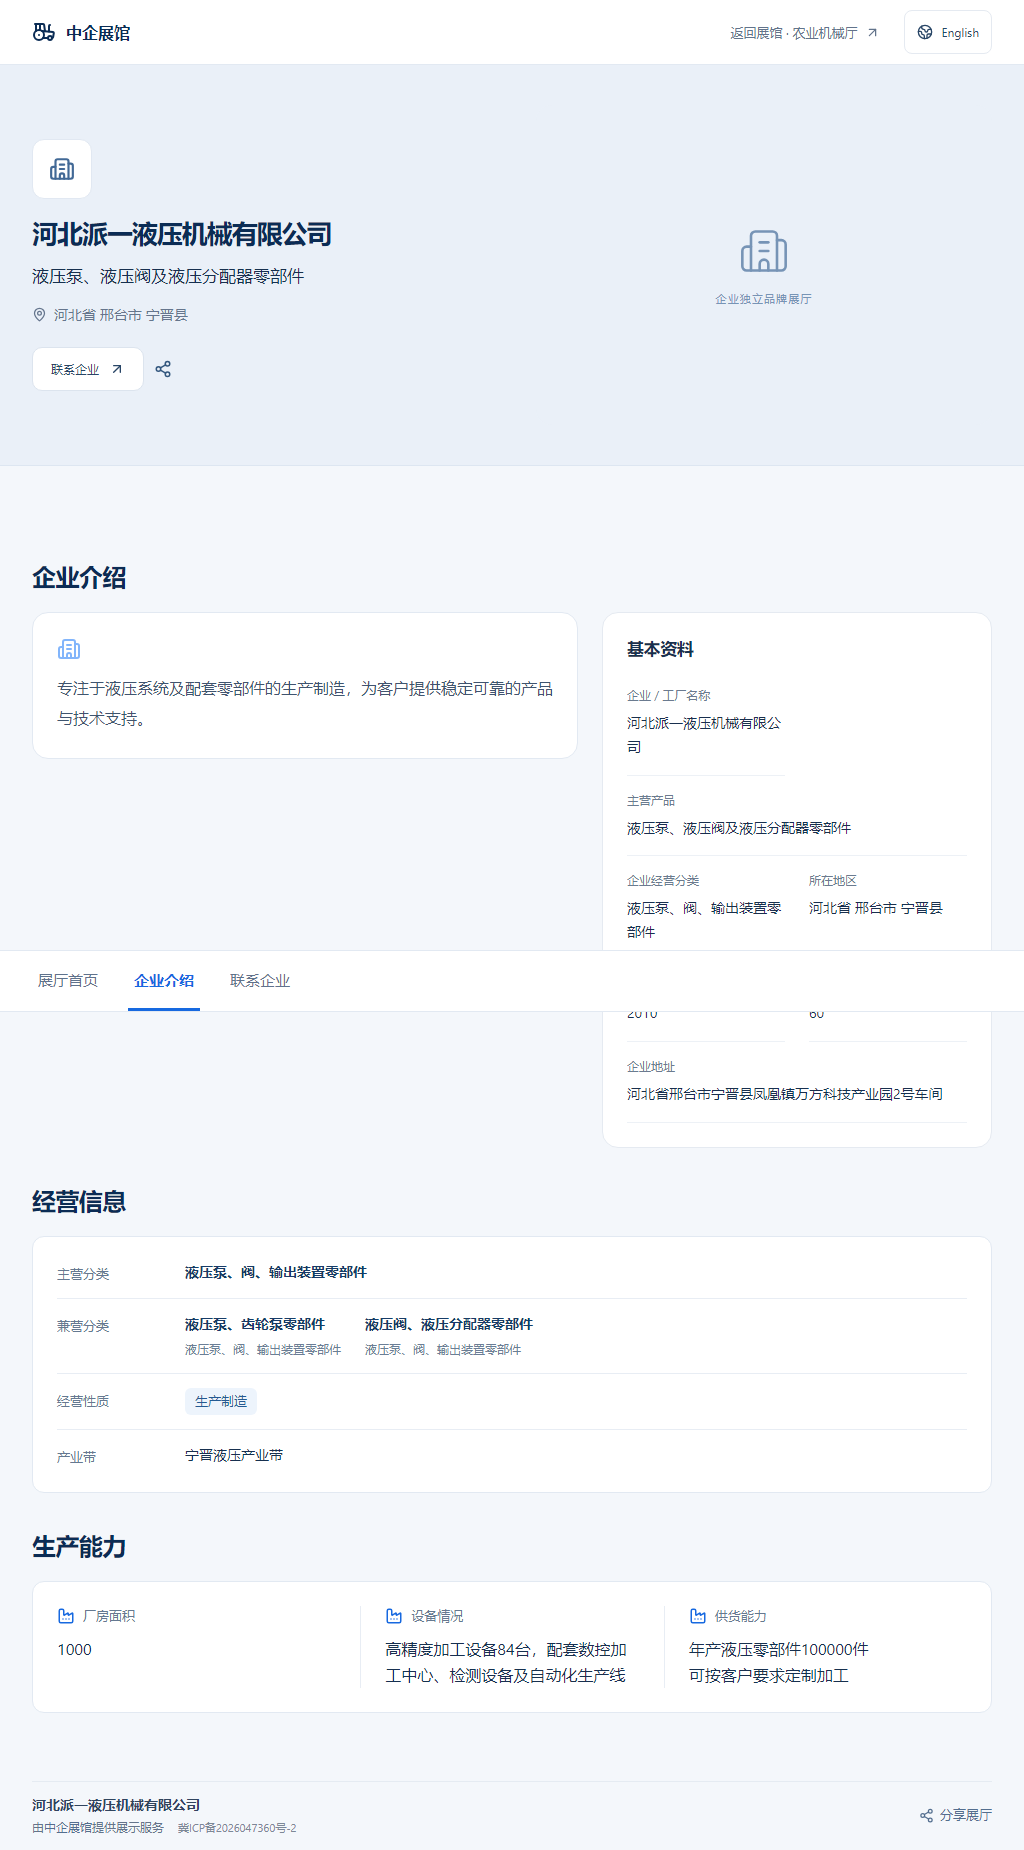 中企展馆
返回展馆 · 农业机械厅
English
河北派一液压机械有限公司
液压泵、液压阀及液压分配器零部件
河北省 邢台市 宁晋县
联系企业
企业独立品牌展厅
企业介绍
专注于液压系统及配套零部件的生产制造，为客户提供稳定可靠的产品
与技术支持。
基本资料
企业 / 工厂名称
河北派一液压机械有限公
司
主营产品
液压泵、液压阀及液压分配器零部件
企业经营分类
液压泵、阀、输出装置零
部件
所在地区
河北省 邢台市 宁晋县
展厅首页
企业介绍
联系企业
2010
60
企业地址
河北省邢台市宁晋县凤凰镇万方科技产业园2号车间
经营信息
主营分类
液压泵、阀、输出装置零部件
兼营分类
液压泵、齿轮泵零部件
液压泵、阀、输出装置零部件
液压阀、液压分配器零部件
液压泵、阀、输出装置零部件
经营性质
生产制造
产业带
宁晋液压产业带
生产能力
厂房面积
1000
设备情况
高精度加工设备84台，配套数控加
工中心、检测设备及自动化生产线
供货能力
年产液压零部件100000件
可按客户要求定制加工
河北派一液压机械有限公司
由中企展馆提供展示服务 冀ICP备2026047360号-2
分享展厅